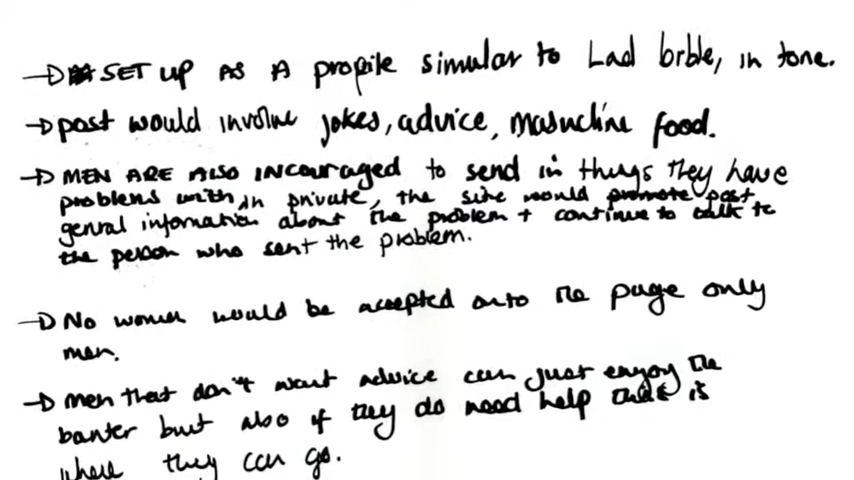 → SET UP AS A profile simular to Lad bible, in tone.
→ post would involve jokes, advice, masucline food.
→ MEN ARE ALSO INCOURAGED to send in things they have
problems with, in private, the site would promote post
genral information about the problem + continue to talk to
the person who sent the problem.
→ No women would be accepted onto the page only
men.
→ Men that don't want advice can just enjoy the
banter but also if they do need help this is
where they can go.